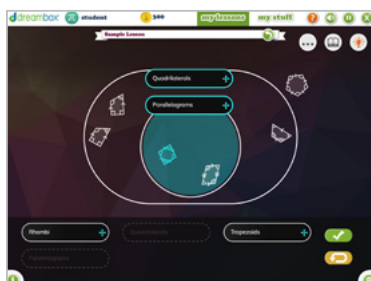 dreambox student 500 my lessons my stuff
Sample Lesson
Quadrilaterals
Parallelograms
Rhombi Quadrilaterals Trapezoids
Parallelograms